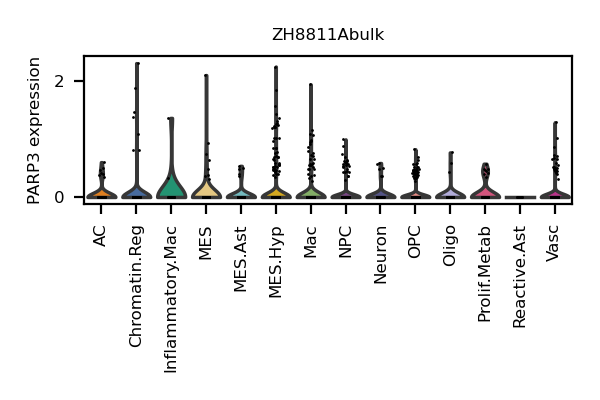 ZH8811Abulk
PARP3 expression
2
0
AC
Chromatin.Reg
Inflammatory.Mac
MES
MES.Ast
MES.Hyp
Mac
NPC
Neuron
OPC
Oligo
Prolif.Metab
Reactive.Ast
Vasc